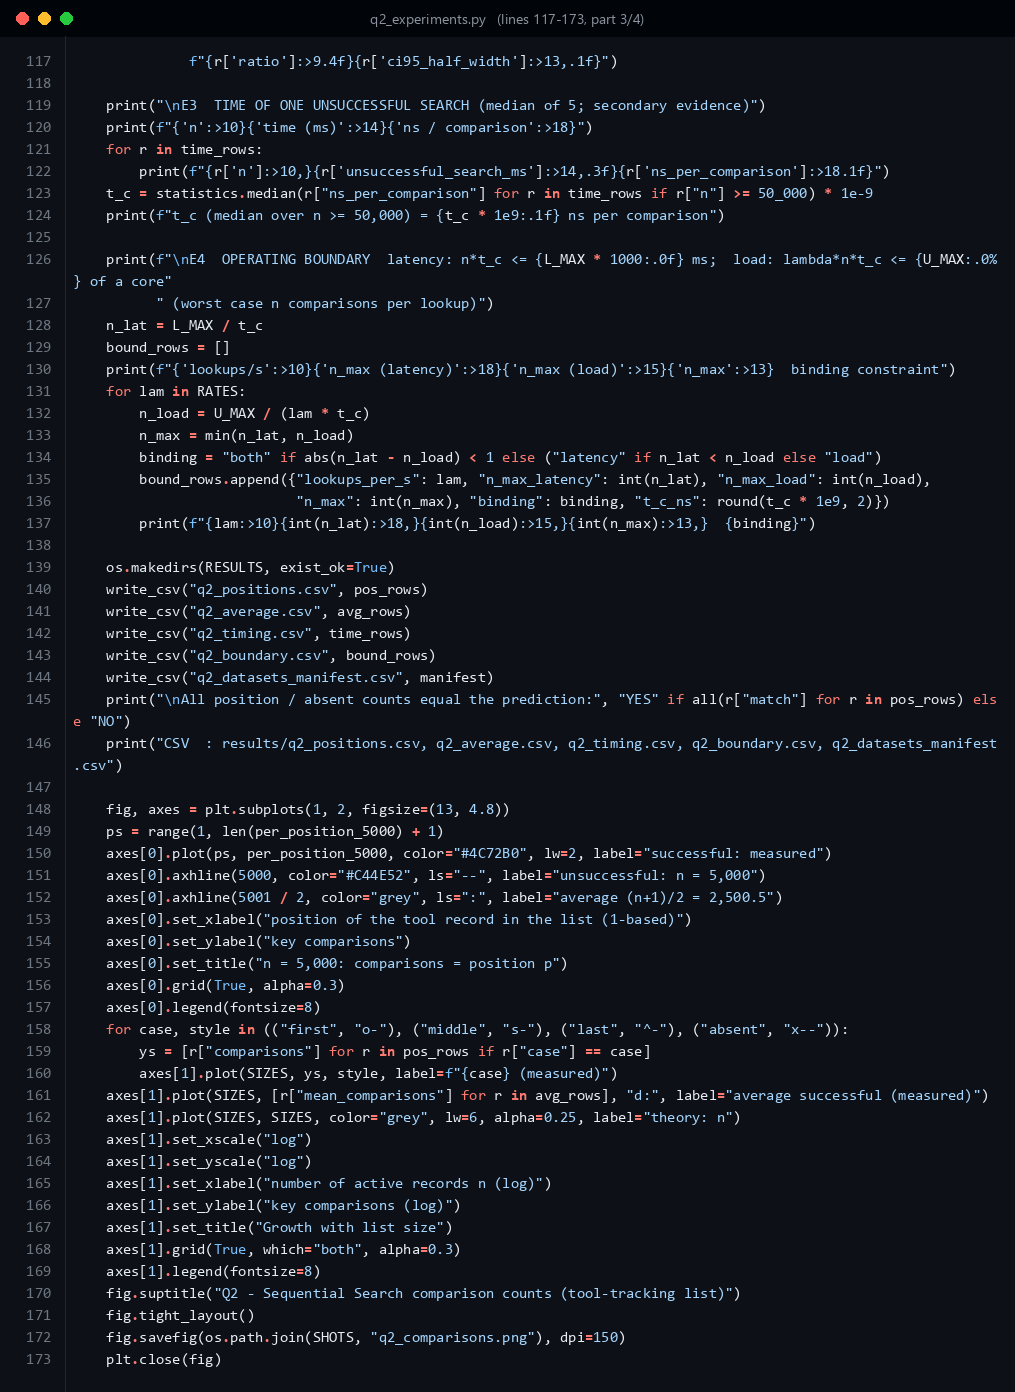 q2_experiments.py   (lines 117-173, part 3/4)
117               f"{r['ratio']:>9.4f}{r['ci95_half_width']:>13,.1f}")
118
119     print("\nE3  TIME OF ONE UNSUCCESSFUL SEARCH (median of 5; secondary evidence)")
120     print(f"{'n':>10}{'time (ms)':>14}{'ns / comparison':>18}")
121     for r in time_rows:
122         print(f"{r['n']:>10,}{r['unsuccessful_search_ms']:>14,.3f}{r['ns_per_comparison']:>18.1f}")
123     t_c = statistics.median(r["ns_per_comparison"] for r in time_rows if r["n"] >= 50_000) * 1e-9
124     print(f"t_c (median over n >= 50,000) = {t_c * 1e9:.1f} ns per comparison")
125
126     print(f"\nE4  OPERATING BOUNDARY  latency: n*t_c <= {L_MAX * 1000:.0f} ms;  load: lambda*n*t_c <= {U_MAX:.0%
} of a core"
127           " (worst case n comparisons per lookup)")
128     n_lat = L_MAX / t_c
129     bound_rows = []
130     print(f"{'lookups/s':>10}{'n_max (latency)':>18}{'n_max (load)':>15}{'n_max':>13}  binding constraint")
131     for lam in RATES:
132         n_load = U_MAX / (lam * t_c)
133         n_max = min(n_lat, n_load)
134         binding = "both" if abs(n_lat - n_load) < 1 else ("latency" if n_lat < n_load else "load")
135         bound_rows.append({"lookups_per_s": lam, "n_max_latency": int(n_lat), "n_max_load": int(n_load),
136                            "n_max": int(n_max), "binding": binding, "t_c_ns": round(t_c * 1e9, 2)})
137         print(f"{lam:>10}{int(n_lat):>18,}{int(n_load):>15,}{int(n_max):>13,}  {binding}")
138
139     os.makedirs(RESULTS, exist_ok=True)
140     write_csv("q2_positions.csv", pos_rows)
141     write_csv("q2_average.csv", avg_rows)
142     write_csv("q2_timing.csv", time_rows)
143     write_csv("q2_boundary.csv", bound_rows)
144     write_csv("q2_datasets_manifest.csv", manifest)
145     print("\nAll position / absent counts equal the prediction:", "YES" if all(r["match"] for r in pos_rows) els
e "NO")
146     print("CSV  : results/q2_positions.csv, q2_average.csv, q2_timing.csv, q2_boundary.csv, q2_datasets_manifest
.csv")
147
148     fig, axes = plt.subplots(1, 2, figsize=(13, 4.8))
149     ps = range(1, len(per_position_5000) + 1)
150     axes[0].plot(ps, per_position_5000, color="#4C72B0", lw=2, label="successful: measured")
151     axes[0].axhline(5000, color="#C44E52", ls="--", label="unsuccessful: n = 5,000")
152     axes[0].axhline(5001 / 2, color="grey", ls=":", label="average (n+1)/2 = 2,500.5")
153     axes[0].set_xlabel("position of the tool record in the list (1-based)")
154     axes[0].set_ylabel("key comparisons")
155     axes[0].set_title("n = 5,000: comparisons = position p")
156     axes[0].grid(True, alpha=0.3)
157     axes[0].legend(fontsize=8)
158     for case, style in (("first", "o-"), ("middle", "s-"), ("last", "^-"), ("absent", "x--")):
159         ys = [r["comparisons"] for r in pos_rows if r["case"] == case]
160         axes[1].plot(SIZES, ys, style, label=f"{case} (measured)")
161     axes[1].plot(SIZES, [r["mean_comparisons"] for r in avg_rows], "d:", label="average successful (measured)")
162     axes[1].plot(SIZES, SIZES, color="grey", lw=6, alpha=0.25, label="theory: n")
163     axes[1].set_xscale("log")
164     axes[1].set_yscale("log")
165     axes[1].set_xlabel("number of active records n (log)")
166     axes[1].set_ylabel("key comparisons (log)")
167     axes[1].set_title("Growth with list size")
168     axes[1].grid(True, which="both", alpha=0.3)
169     axes[1].legend(fontsize=8)
170     fig.suptitle("Q2 - Sequential Search comparison counts (tool-tracking list)")
171     fig.tight_layout()
172     fig.savefig(os.path.join(SHOTS, "q2_comparisons.png"), dpi=150)
173     plt.close(fig)